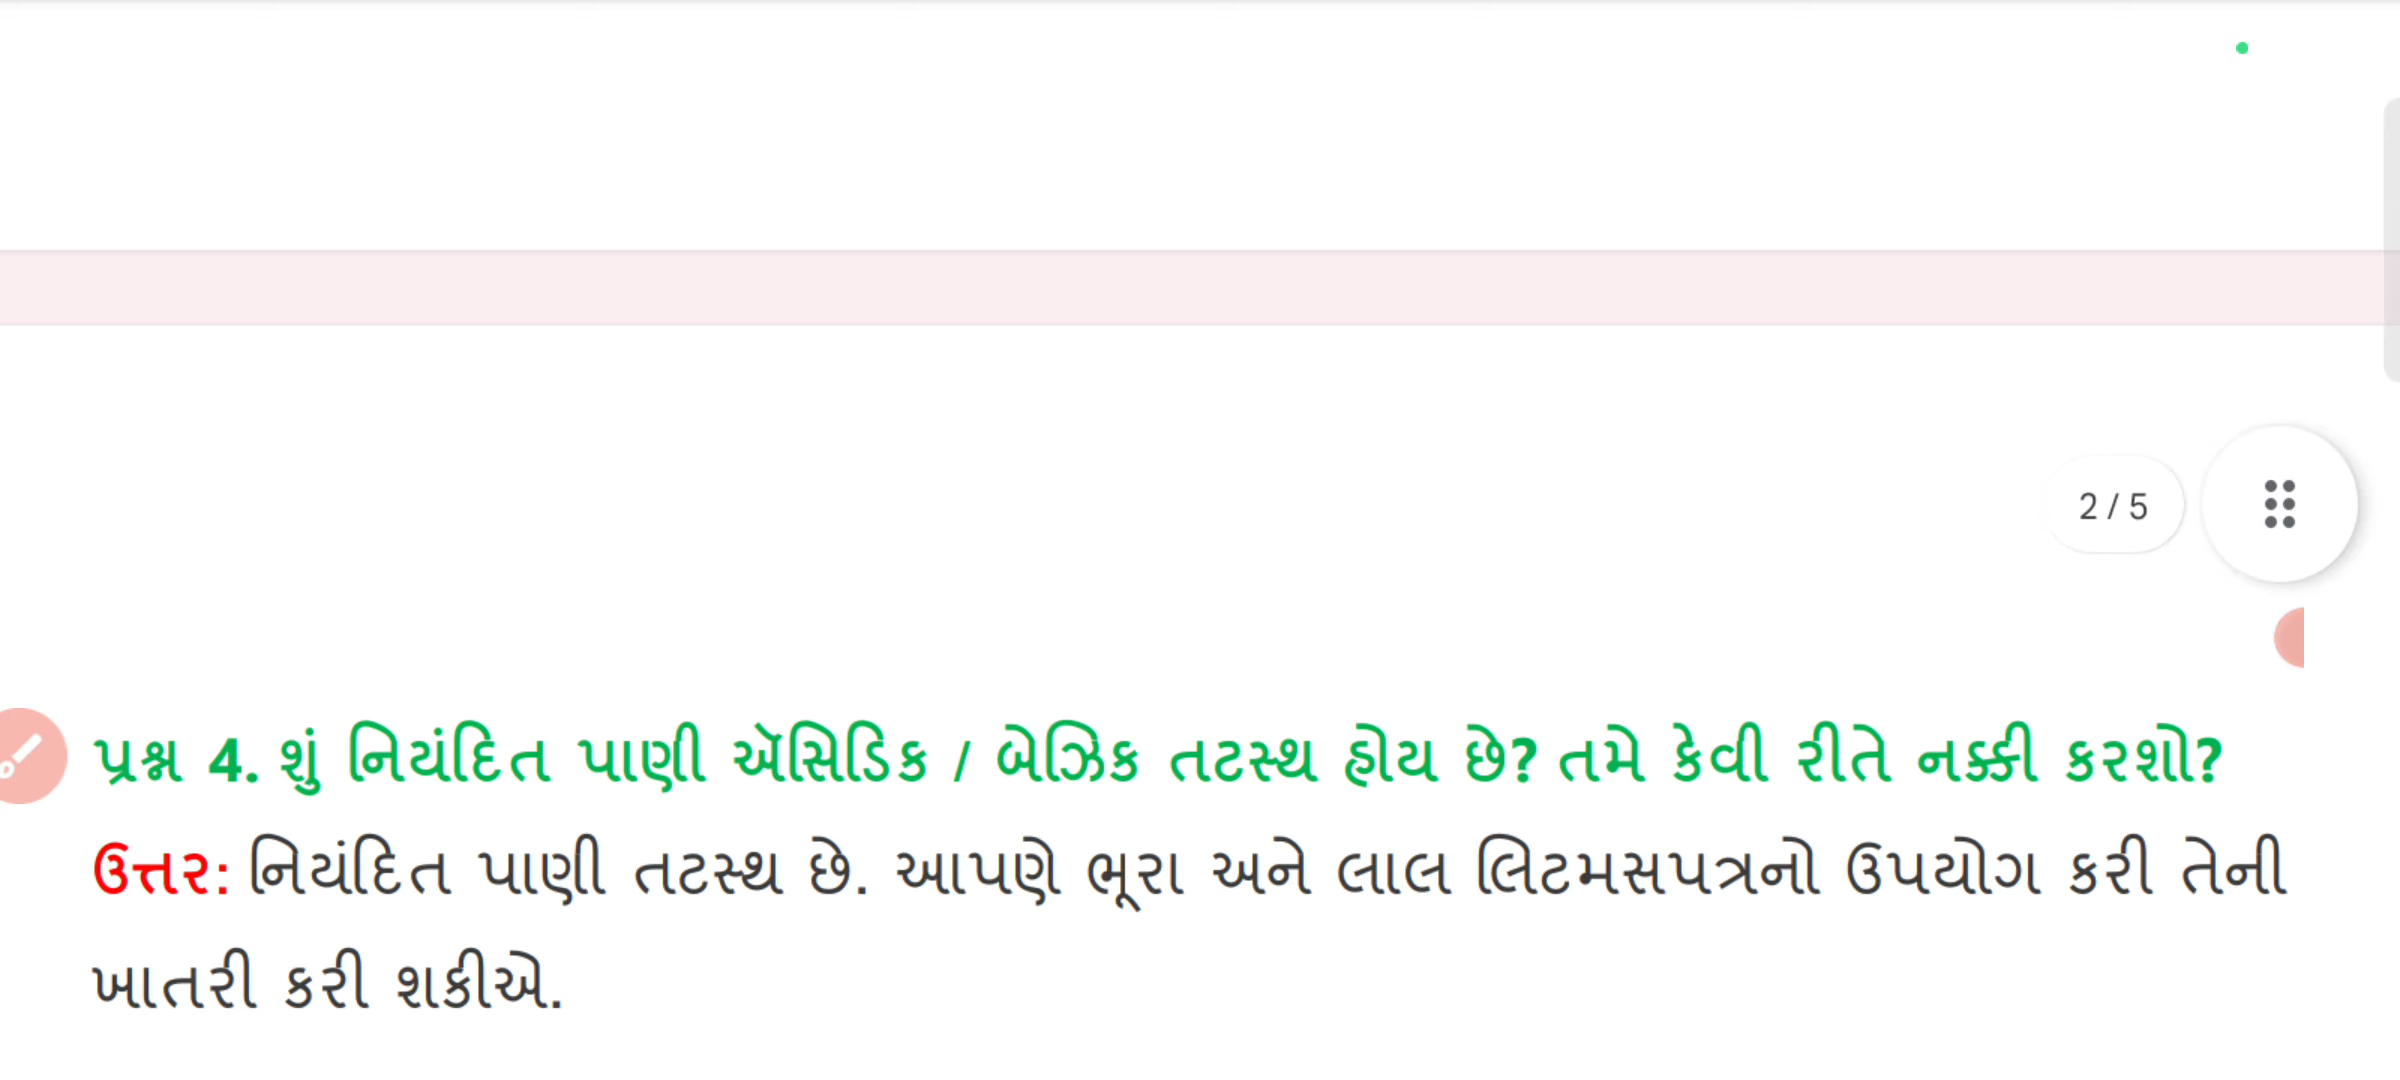 2 / 5
પ્રશ્ન 4. શું નિયંદિત પાણી ઍસિડિક / બેઝિક તટસ્થ હોય છે? તમે કેવી રીતે નક્કી કરશો?
ઉત્તર: નિયંદિત પાણી તટસ્થ છે. આપણે ભૂરા અને લાલ લિટમસપત્રનો ઉપયોગ કરી તેની
ખાતરી કરી શકીએ.